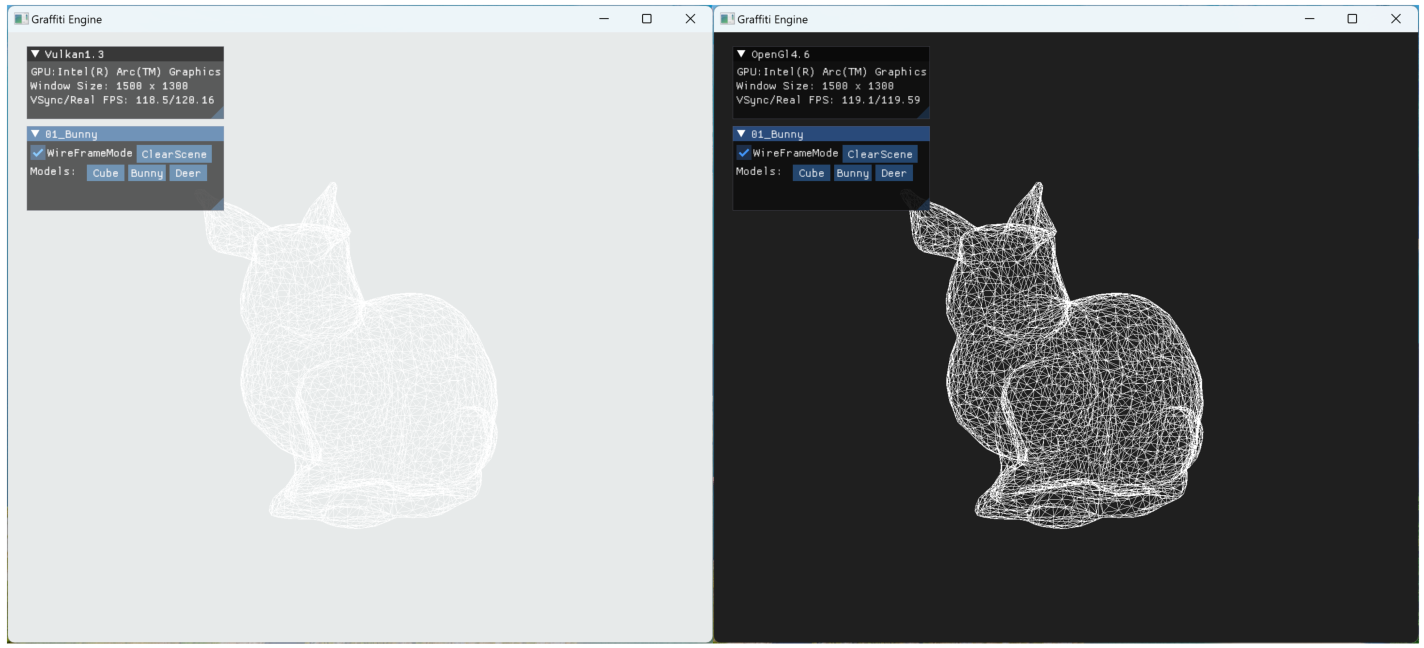 Graffiti Engine
Vulkan1.3
GPU:Intel(R) Arc(TM) Graphics
Window Size: 1500 x 1300
VSync/Real FPS: 118.5/120.16
01_Bunny
WireFrameMode ClearScene
Models: Cube Bunny Deer
Graffiti Engine
OpenGl4.6
GPU:Intel(R) Arc(TM) Graphics
Window Size: 1500 x 1300
VSync/Real FPS: 119.1/119.59
01_Bunny
WireFrameMode ClearScene
Models: Cube Bunny Deer